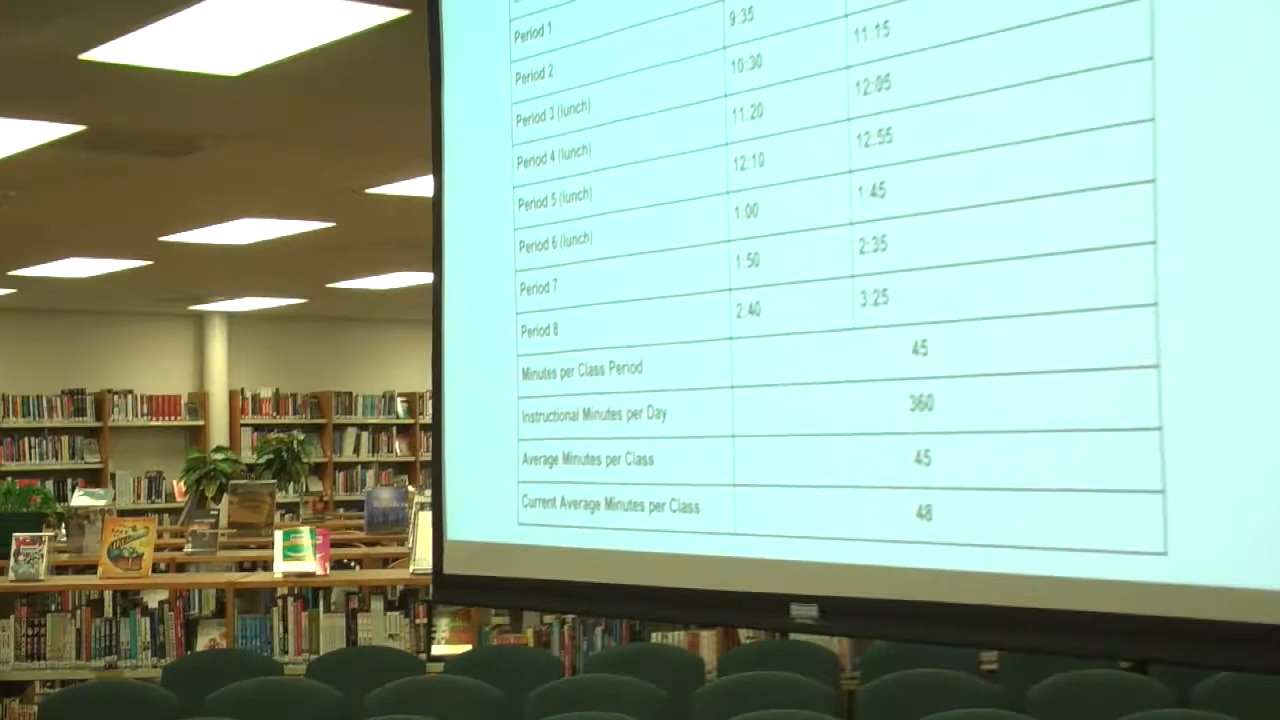 Period 1 9:35
Period 2 10:30 11:15
Period 3 (lunch) 11:20 12:05
Period 4 (lunch) 12:10 12:55
Period 5 (lunch) 1:00 1:45
Period 6 (lunch) 1:50 2:35
Period 7
Period 8 2:40 3:25
Minutes per Class Period 45
Instructional Minutes per Day 360
Average Minutes per Class 45
Current Average Minutes per Class 48